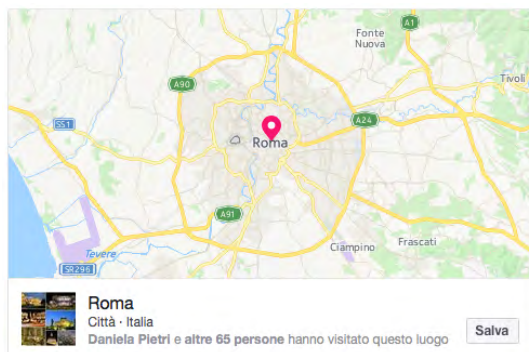 A1
Fonte
Nuova
A90
Tivoli
SS1
A24
Roma
A91
Ciampino
Frascati
Tevere
SR296
Roma
Città · Italia
Daniela Pietri e altre 65 persone hanno visitato questo luogo
Salva